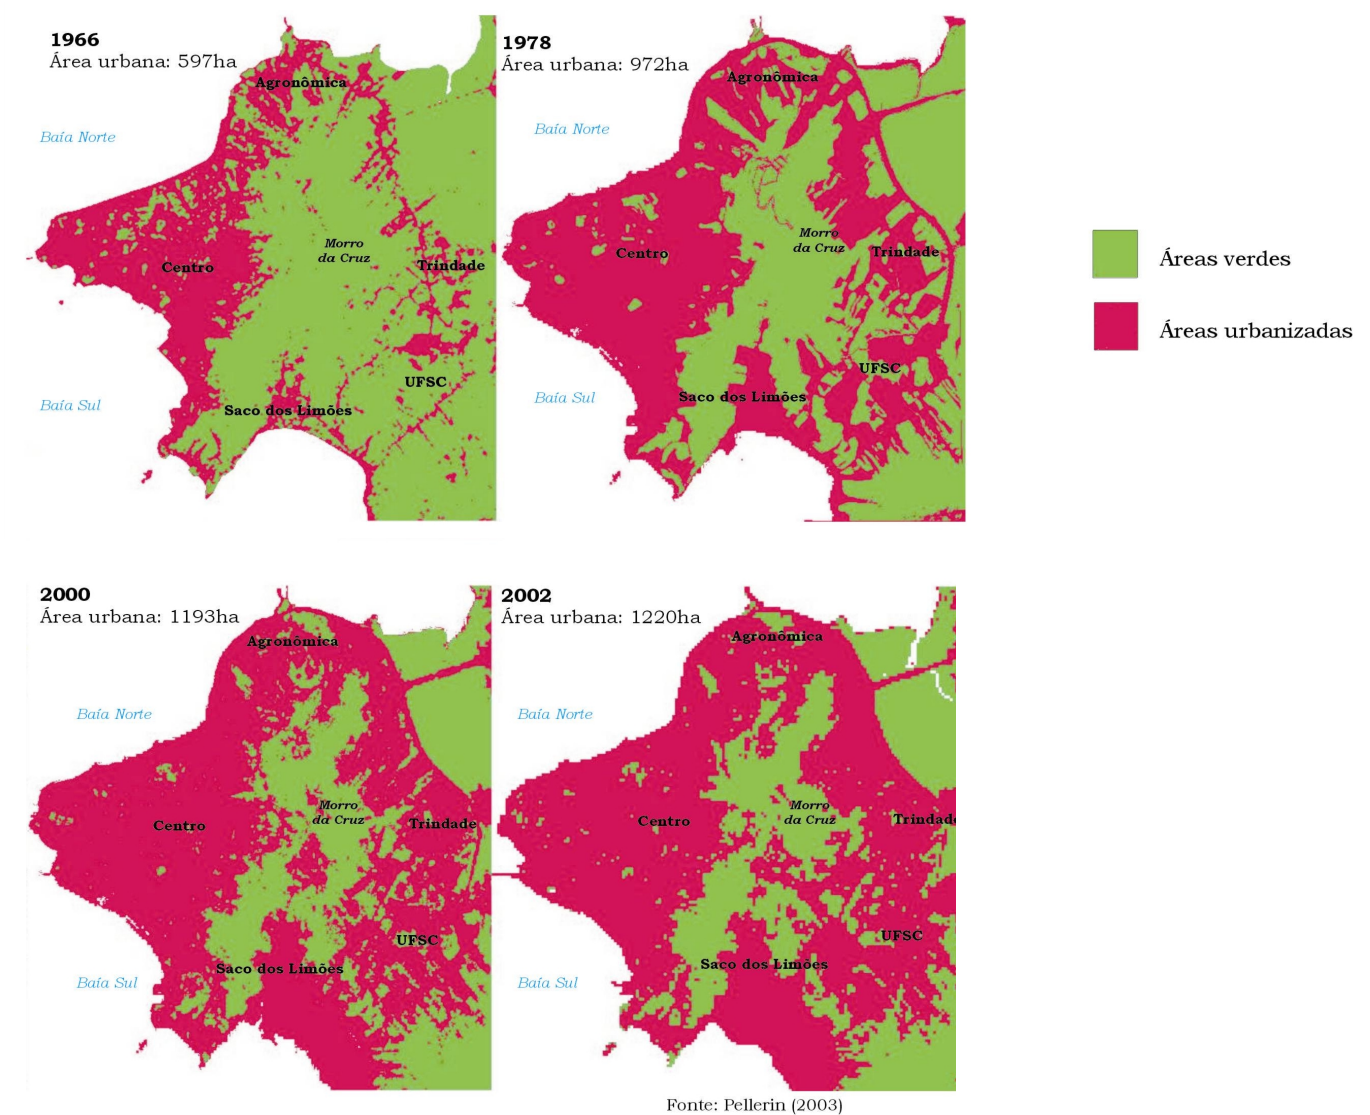 1966
Área urbana: 597ha
Agronômica
Baía Norte
Morro
da Cruz
Centro
Trindade
UFSC
Baía Sul
Saco dos Limões
1978
Área urbana: 972ha
Agronômica
Baía Norte
Morro
da Cruz
Centro
Trindade
UFSC
Baía Sul
Saco dos Limões
Áreas verdes
Áreas urbanizadas
2000
Área urbana: 1193ha
Agronômica
Baía Norte
Morro
da Cruz
Centro
Trindade
UFSC
Saco dos Limões
Baía Sul
2002
Área urbana: 1220ha
Agronômica
Baía Norte
Morro
da Cruz
Centro
Trindade
UFSC
Saco dos Limões
Baía Sul
Fonte: Pellerin (2003)